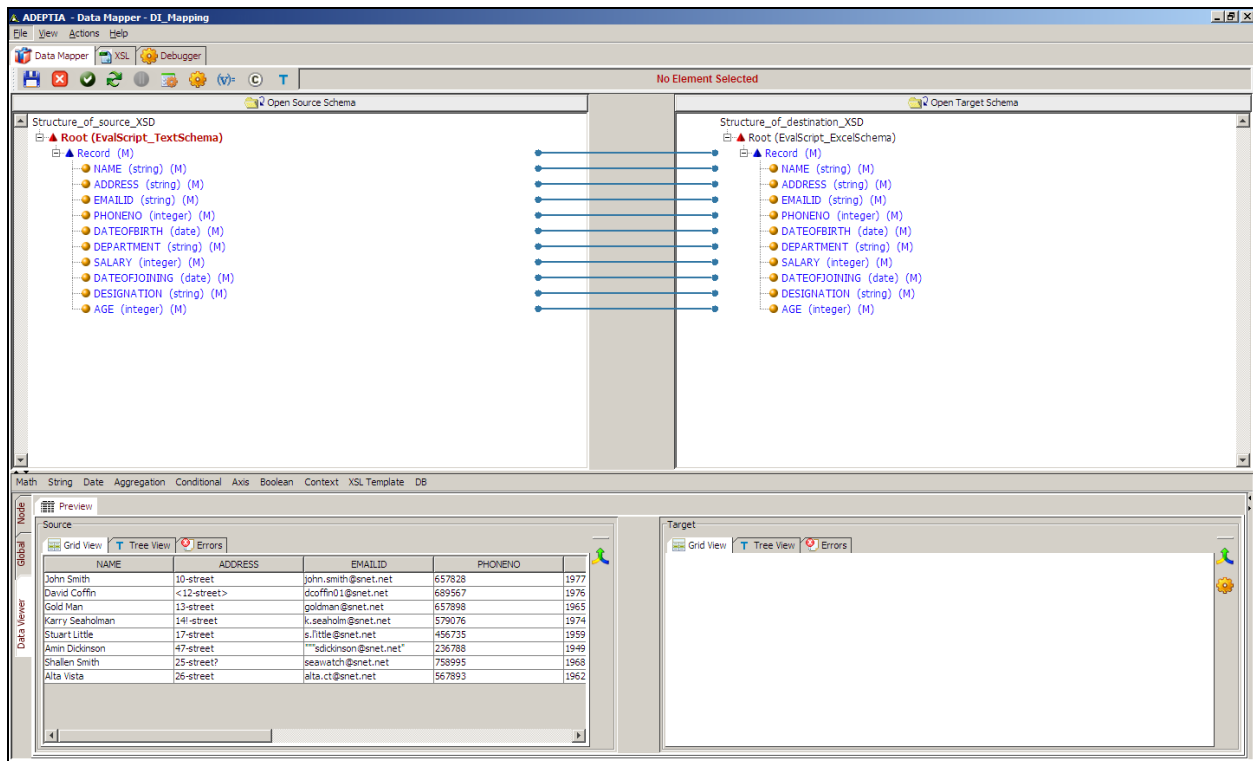 ADEPTIA - Data Mapper - DI_Mapping
File View Actions Help
Data Mapper XSL Debugger
(∀)= C T No Element Selected
Open Source Schema Open Target Schema
Structure_of_source_XSD
Root (EvalScript_TextSchema)
Record (M)
NAME (string) (M)
ADDRESS (string) (M)
EMAILID (string) (M)
PHONENO (integer) (M)
DATEOFBIRTH (date) (M)
DEPARTMENT (string) (M)
SALARY (integer) (M)
DATEOFJOINING (date) (M)
DESIGNATION (string) (M)
AGE (integer) (M)
Structure_of_destination_XSD
Root (EvalScript_ExcelSchema)
Record (M)
NAME (string) (M)
ADDRESS (string) (M)
EMAILID (string) (M)
PHONENO (integer) (M)
DATEOFBIRTH (date) (M)
DEPARTMENT (string) (M)
SALARY (integer) (M)
DATEOFJOINING (date) (M)
DESIGNATION (string) (M)
AGE (integer) (M)
Math String Date Aggregation Conditional Axis Boolean Context XSL Template DB
Node
Global
Data Viewer
Preview
Source
Grid View T Tree View Errors
NAME ADDRESS EMAILID PHONENO
John Smith 10-street john.smith@snet.net 657828 1977
David Coffin <12-street> dcoffin01@snet.net 689567 1976
Gold Man 13-street goldman@snet.net 657898 1965
Karry Seaholman 14!-street k.seaholm@snet.net 579076 1974
Stuart Little 17-street s.l'ittle@snet.net 456735 1959
Amin Dickinson 47-street """sdickinson@snet.net" 236788 1949
Shallen Smith 25-street? seawatch@snet.net 758995 1968
Alta Vista 26-street alta.ct@snet.net 567893 1962
Target
Grid View T Tree View Errors